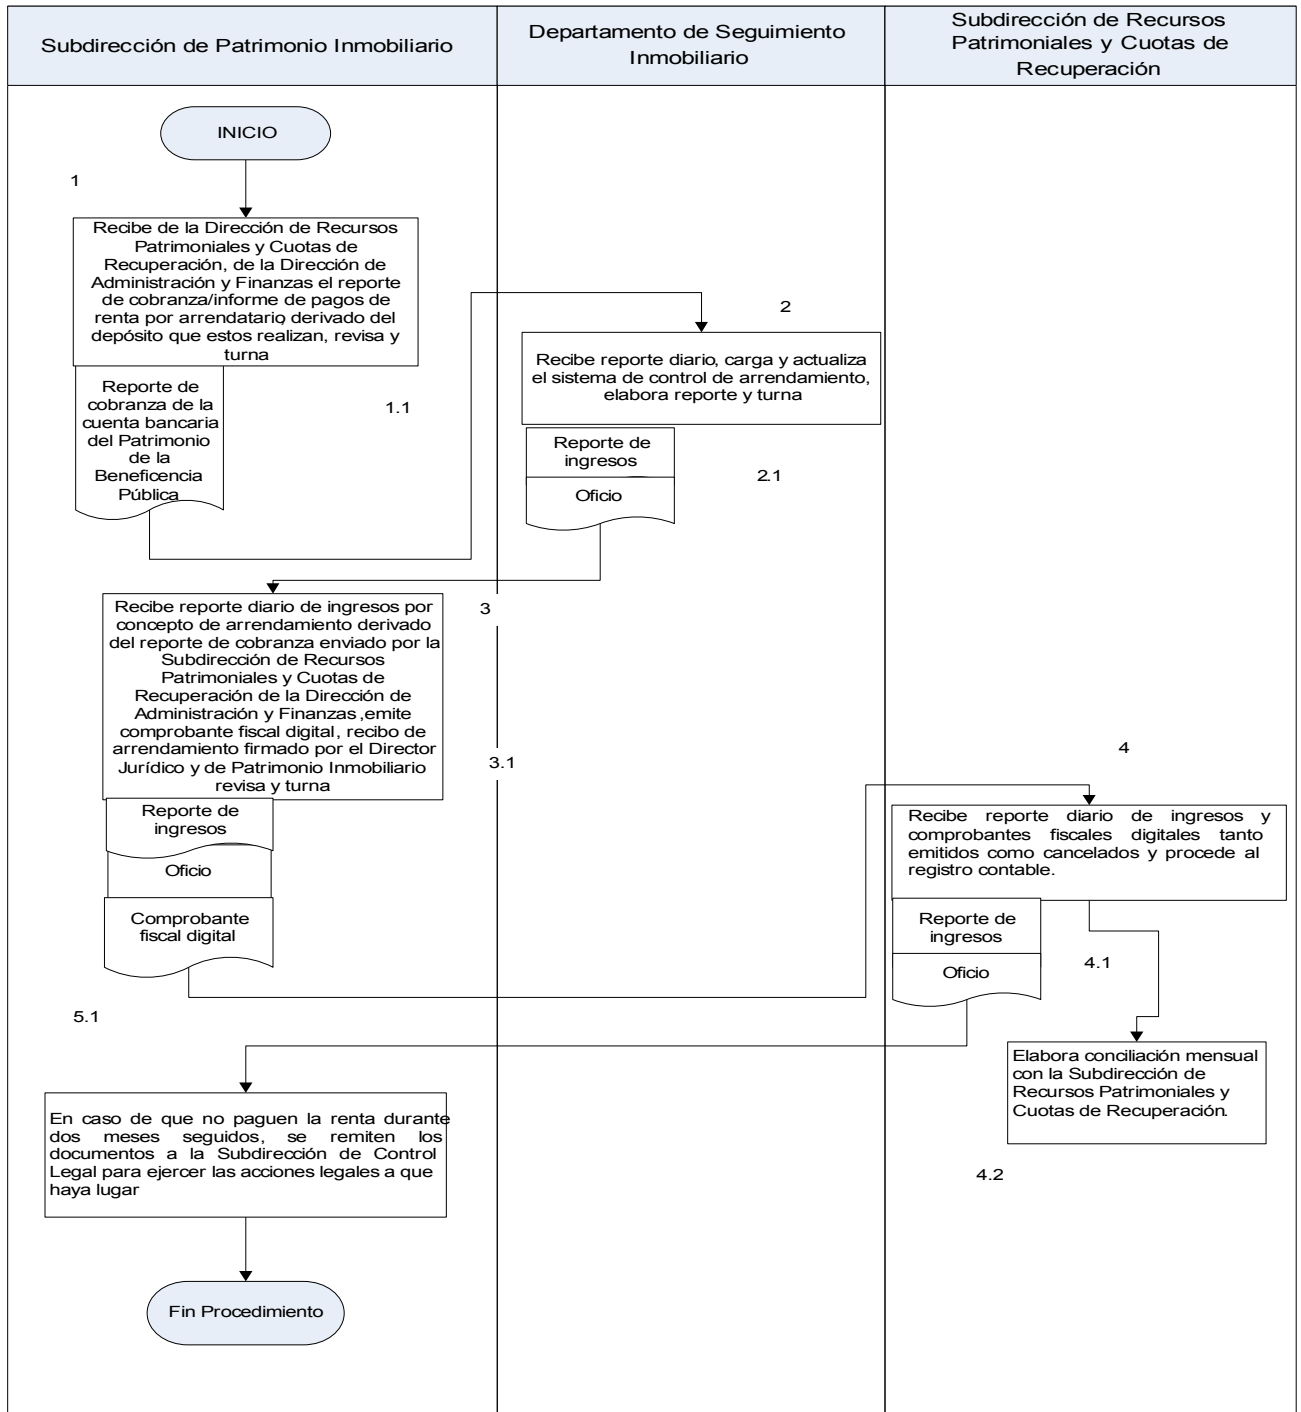 Subdirección de Patrimonio Inmobiliario
Departamento de Seguimiento
Inmobiliario
Subdirección de Recursos
Patrimoniales y Cuotas de
Recuperación
INICIO
1
Recibe de la Dirección de Recursos
Patrimoniales y Cuotas de
Recuperación, de la Dirección de
Administración y Finanzas el reporte
de cobranza/informe de pagos de
renta por arrendatario, derivado del
depósito que estos realizan, revisa y
turna
Reporte de
cobranza de la
cuenta bancaria
del Patrimonio
de la
Beneficencia
Pública
1.1
2
Recibe reporte diario, carga y actualiza
el sistema de control de arrendamiento,
elabora reporte y turna
Reporte de
ingresos
Oficio
2.1
3
Recibe reporte diario de ingresos por
concepto de arrendamiento derivado
del reporte de cobranza enviado por la
Subdirección de Recursos
Patrimoniales y Cuotas de
Recuperación de la Dirección de
Administración y Finanzas ,emite
comprobante fiscal digital, recibo de
arrendamiento firmado por el Director
Jurídico y de Patrimonio Inmobiliario
revisa y turna
3.1
Reporte de
ingresos
Oficio
Comprobante
fiscal digital
4
Recibe reporte diario de ingresos y
comprobantes fiscales digitales tanto
emitidos como cancelados y procede al
registro contable.
Reporte de
ingresos
Oficio
4.1
Elabora conciliación mensual
con la Subdirección de
Recursos Patrimoniales y
Cuotas de Recuperación.
4.2
5.1
En caso de que no paguen la renta durante
dos meses seguidos, se remiten los
documentos a la Subdirección de Control
Legal para ejercer las acciones legales a que
haya lugar
Fin Procedimiento